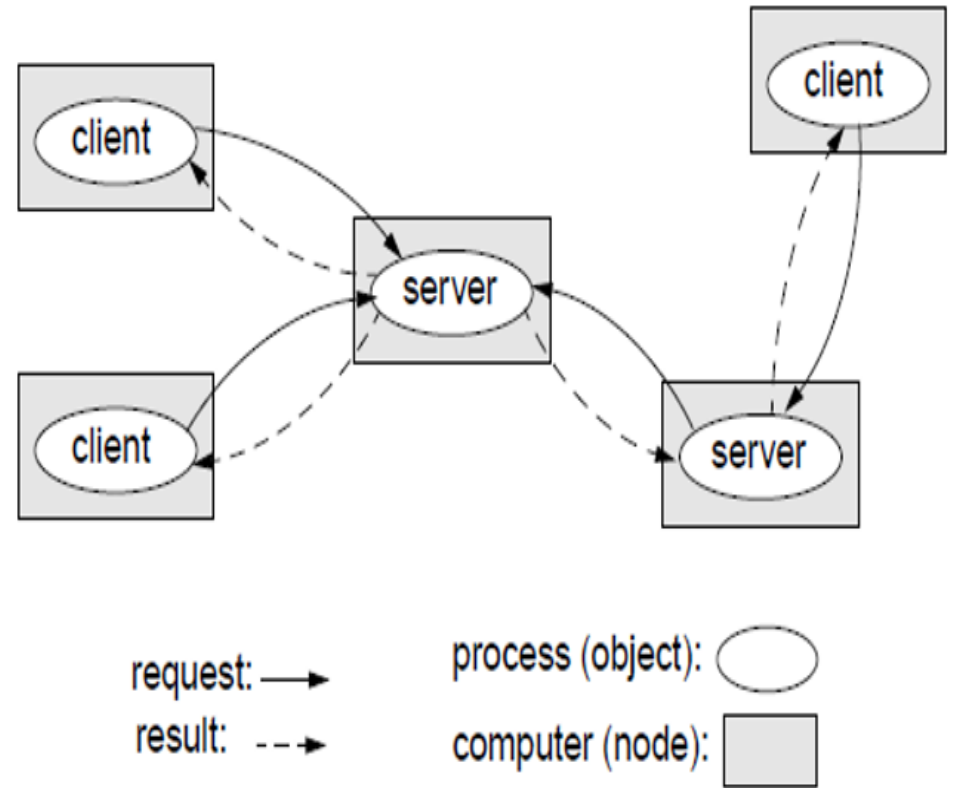 client
client
server
client
server
request:
process (object):
result:
computer (node):